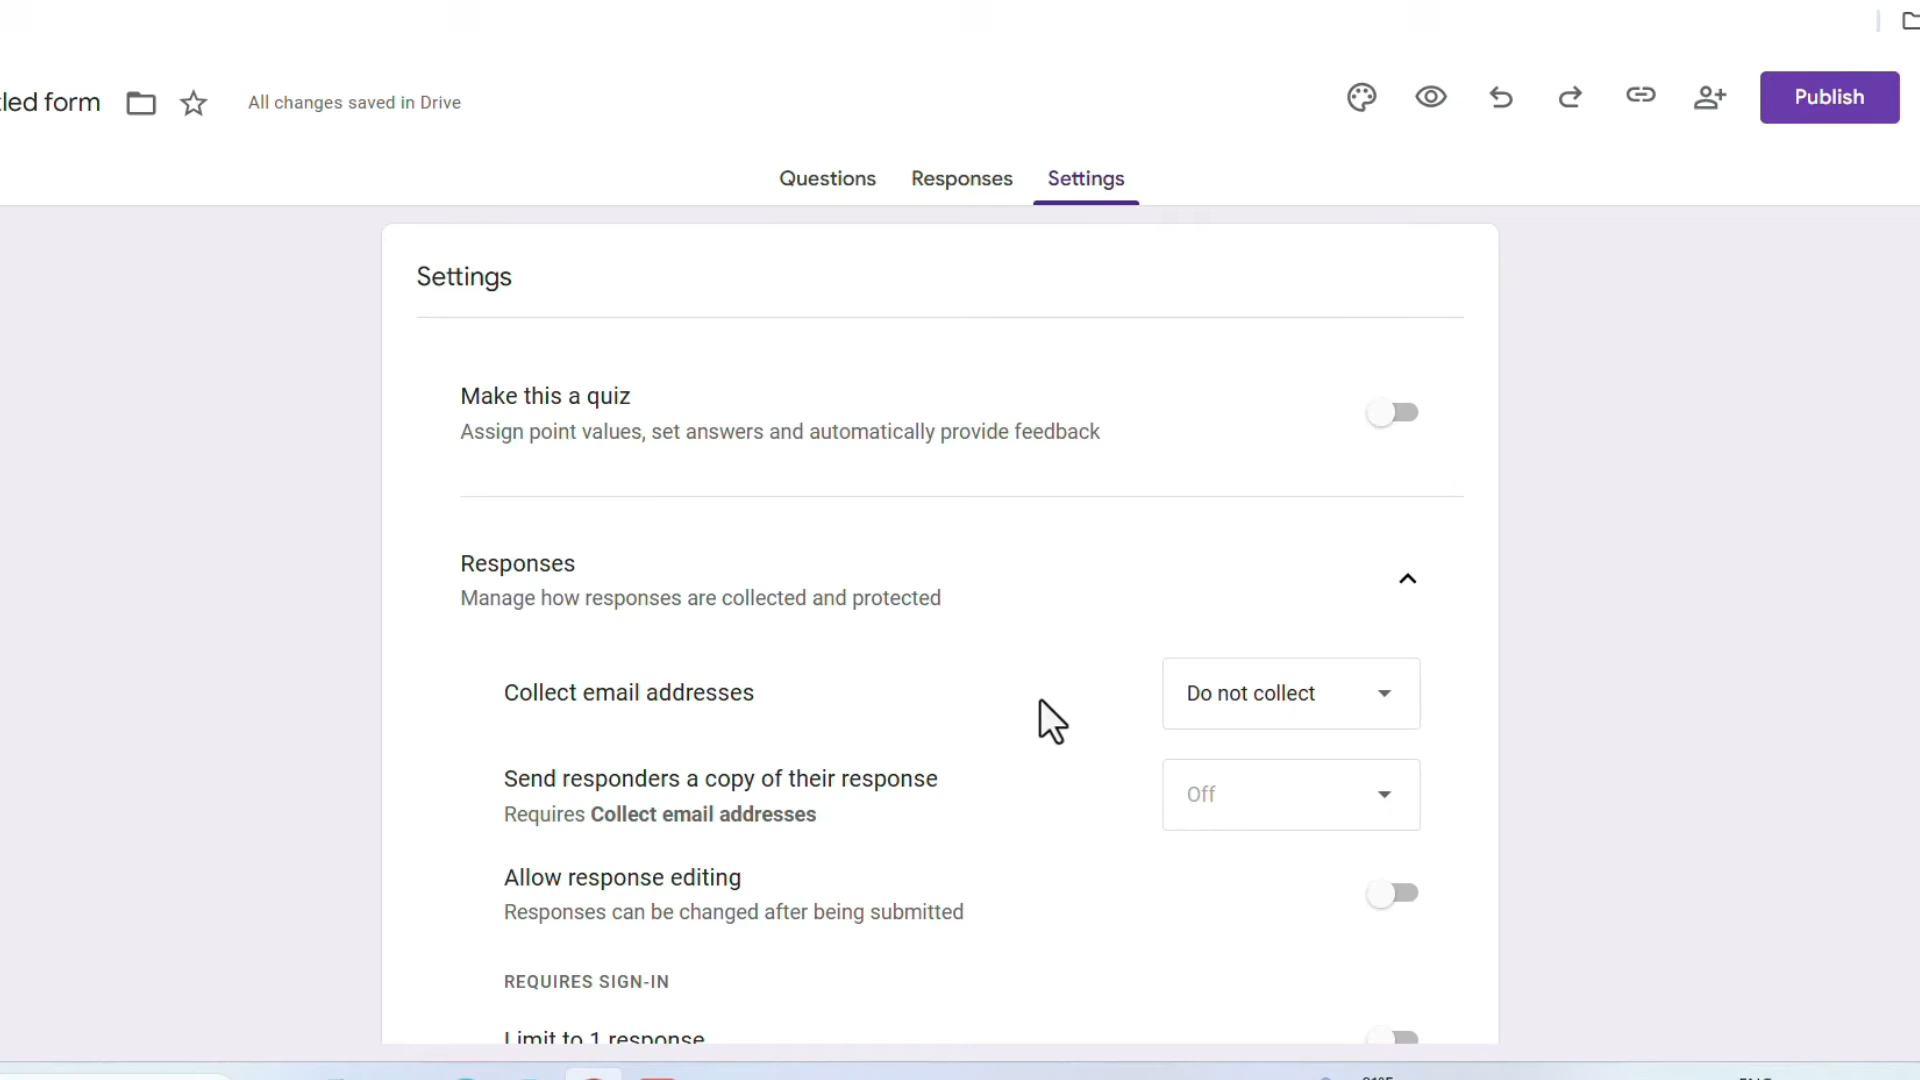 led form
All changes saved in Drive
Publish
Questions
Responses
Settings
Settings
Make this a quiz
Assign point values, set answers and automatically provide feedback
Responses
Manage how responses are collected and protected
Collect email addresses
Do not collect
Send responders a copy of their response
Requires Collect email addresses
Off
Allow response editing
Responses can be changed after being submitted
REQUIRES SIGN-IN
Limit to 1 response